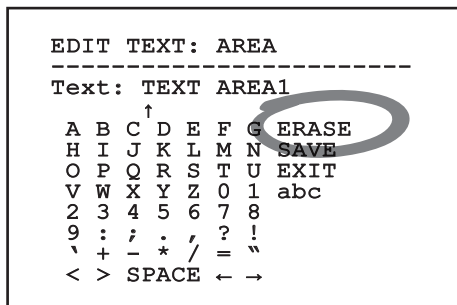 EDIT TEXT: AREA
------------------------
Text: TEXT AREA1
↑
A B C D E F G ERASE
H I J K L M N SAVE
O P Q R S T U EXIT
V W X Y Z 0 1 abc
2 3 4 5 6 7 8
9 : ; . , ? !
‛ + - * / = ‟
< > SPACE ← →